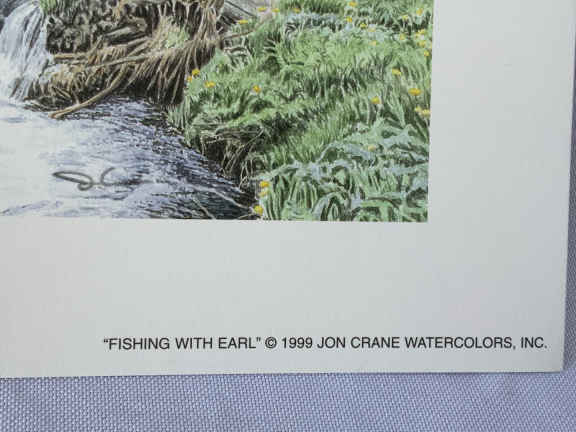 “FISHING WITH EARL” © 1999 JON CRANE WATERCOLORS, INC.